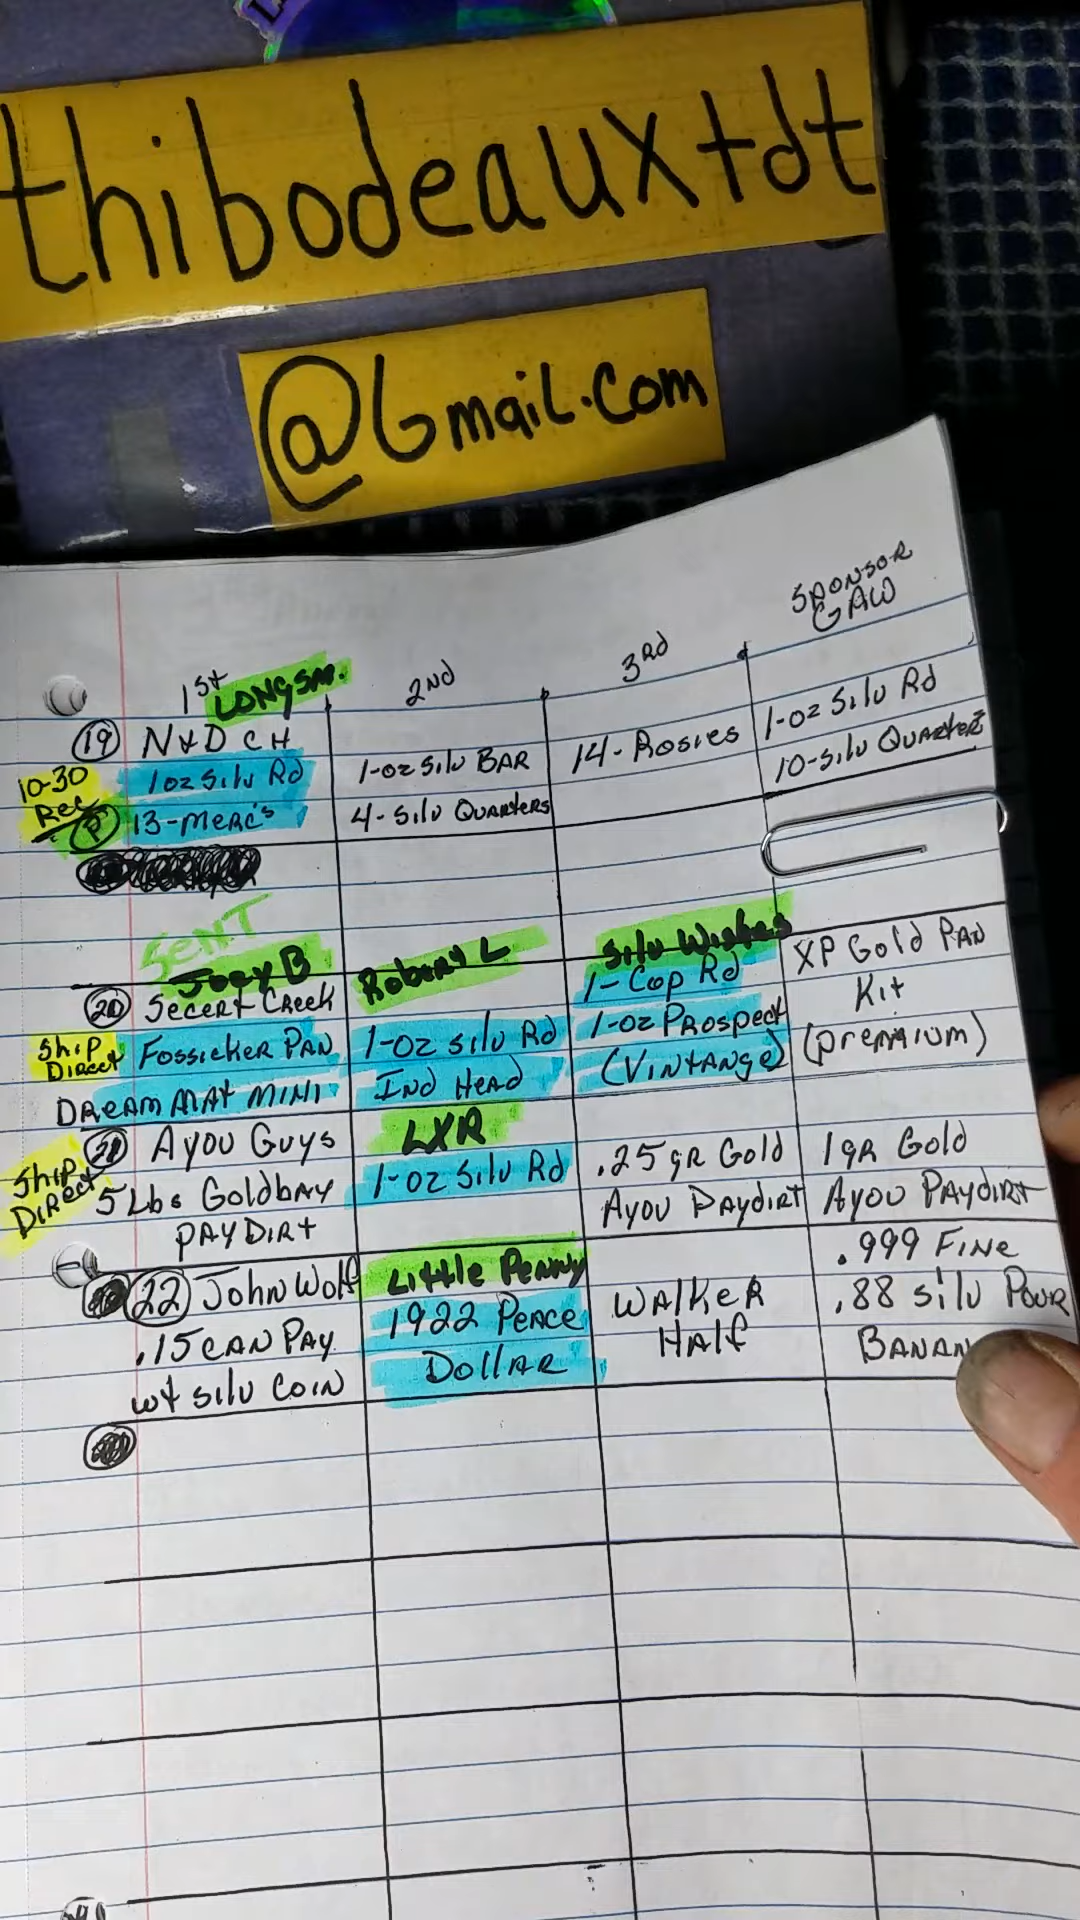 thibodeauxtdt
@Gmail.com
SPONSOR
GAW
1st LONGSAD. 2ND 3RD
19 N&D CH
10-30 1oz Silv Rd 1-oz Silv BAR 14-Rosies 1-oz Silv Rd
Rec P 13-Merc's 4-Silv Quarters 10-Silv Quarters
SENT
Joey B Robert L Silv Wishes XP Gold Pan
20 Secert Creek 1-Cop Rd Kit
Ship Direct Fossicker Pan 1-oz silv Rd 1-oz Prospect (premium)
Dream Mat Mini Ind Head (Vintange)
21 Ayou Guys LXR
Ship Direct 5 Lbs Goldbay 1-oz Silv Rd .25 gr Gold 1 gr Gold
Paydirt Ayou Paydirt Ayou Paydirt
22 John Wolf Little Penny .999 Fine
.15 can Pay 1922 Peace Walker .88 Silv Pour
wt silv coin Dollar Half Banan